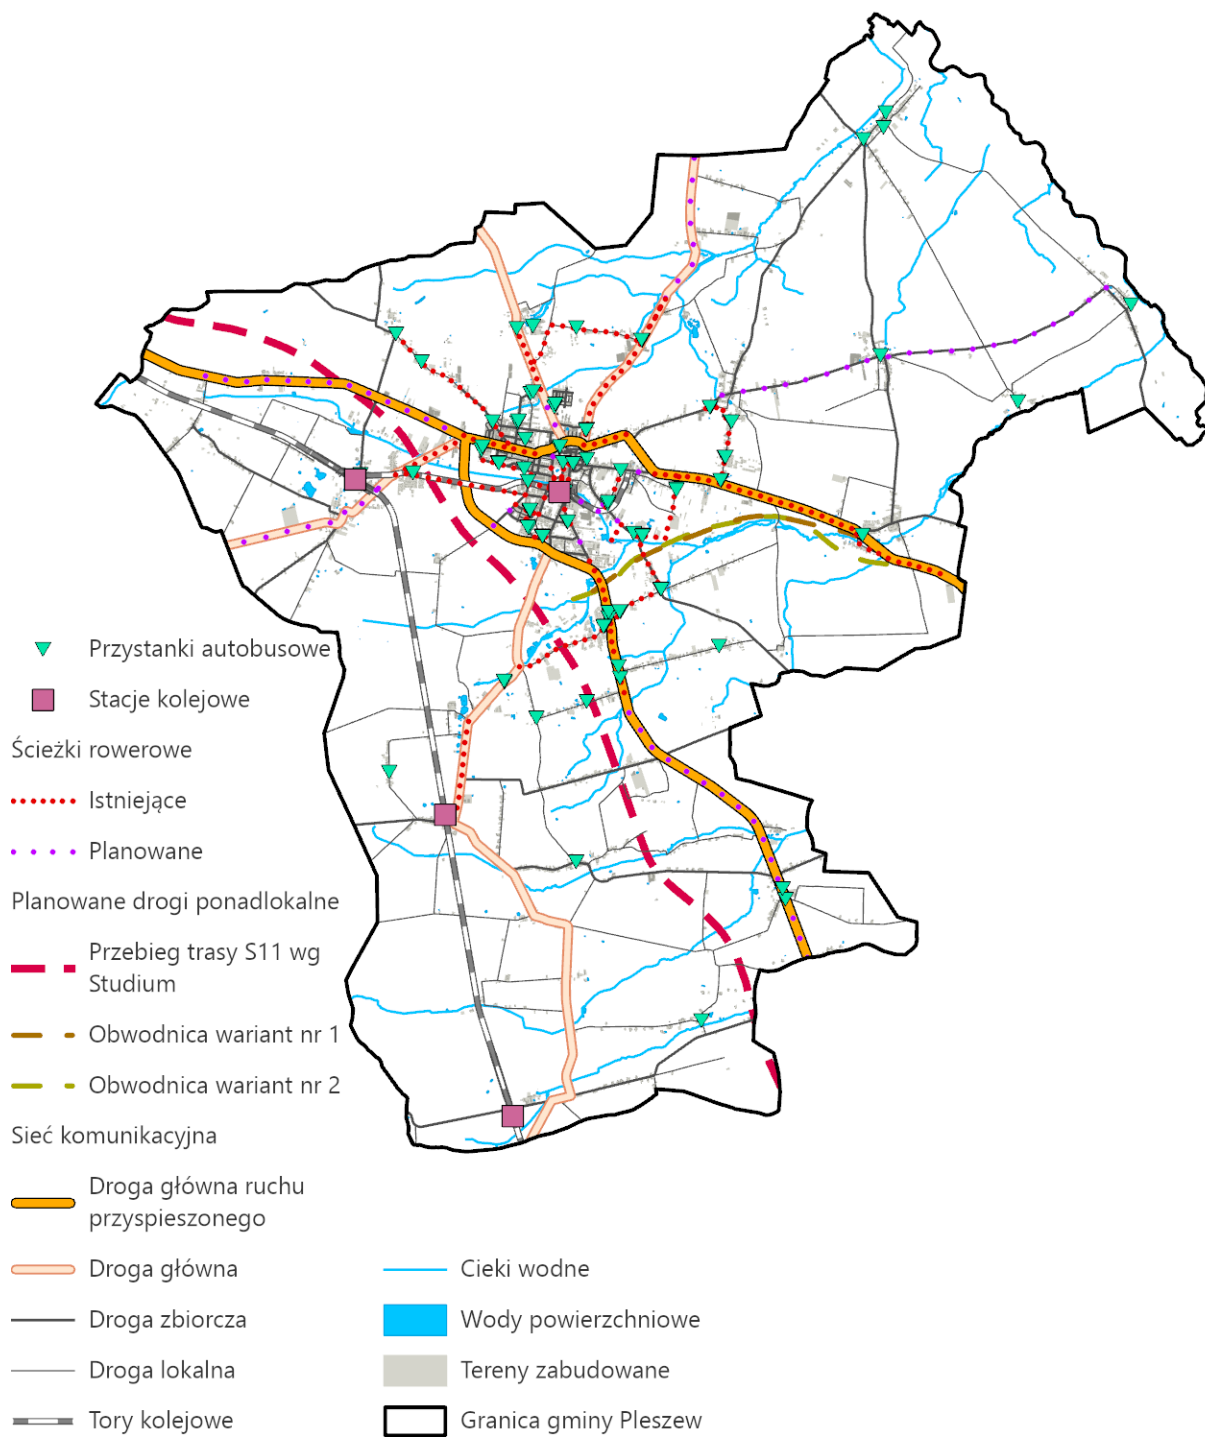 Przystanki autobusowe
Stacje kolejowe
Ścieżki rowerowe
Istniejące
Planowane
Planowane drogi ponadlokalne
Przebieg trasy S11 wg
Studium
Obwodnica wariant nr 1
Obwodnica wariant nr 2
Sieć komunikacyjna
Droga główna ruchu
przyspieszonego
Droga główna
Droga zbiorcza
Droga lokalna
Tory kolejowe
Cieki wodne
Wody powierzchniowe
Tereny zabudowane
Granica gminy Pleszew